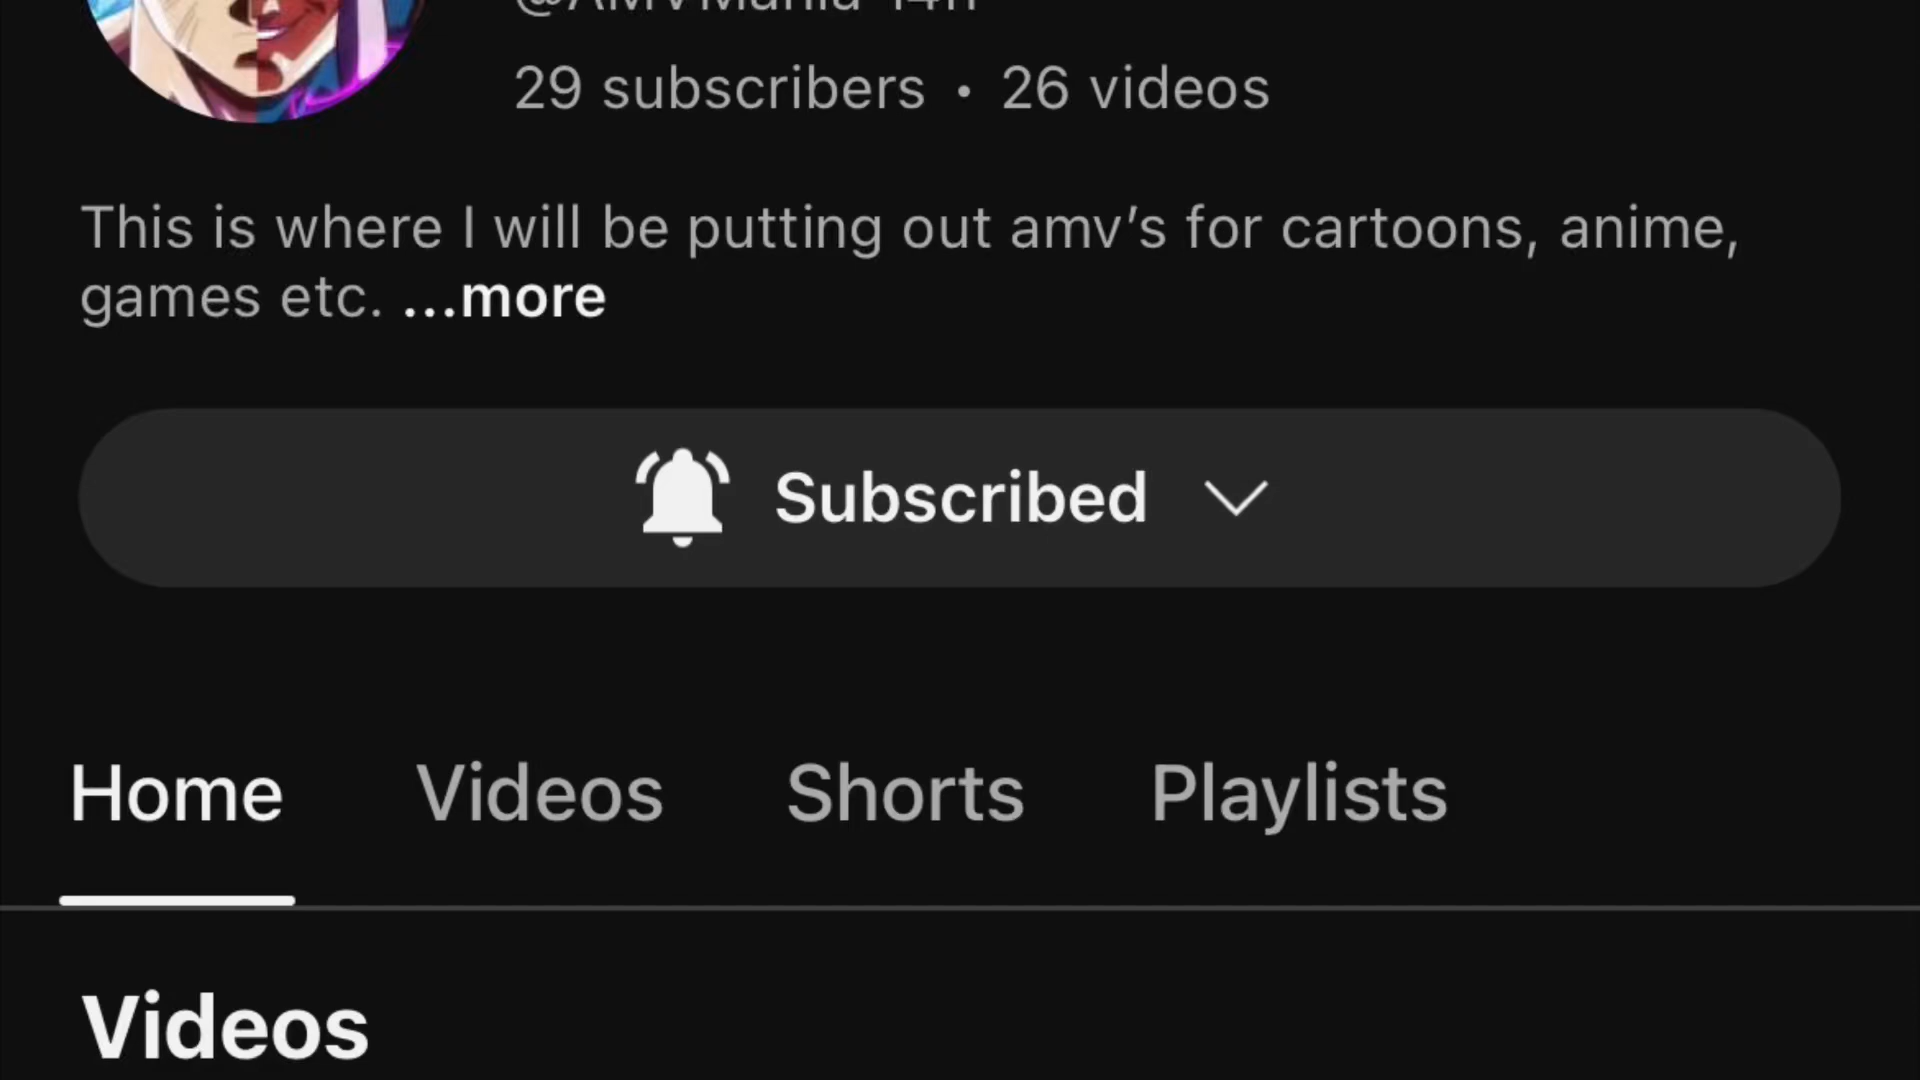 29 subscribers • 26 videos
This is where I will be putting out amv’s for cartoons, anime,
games etc. ...more
Subscribed
Home Videos Shorts Playlists
Videos